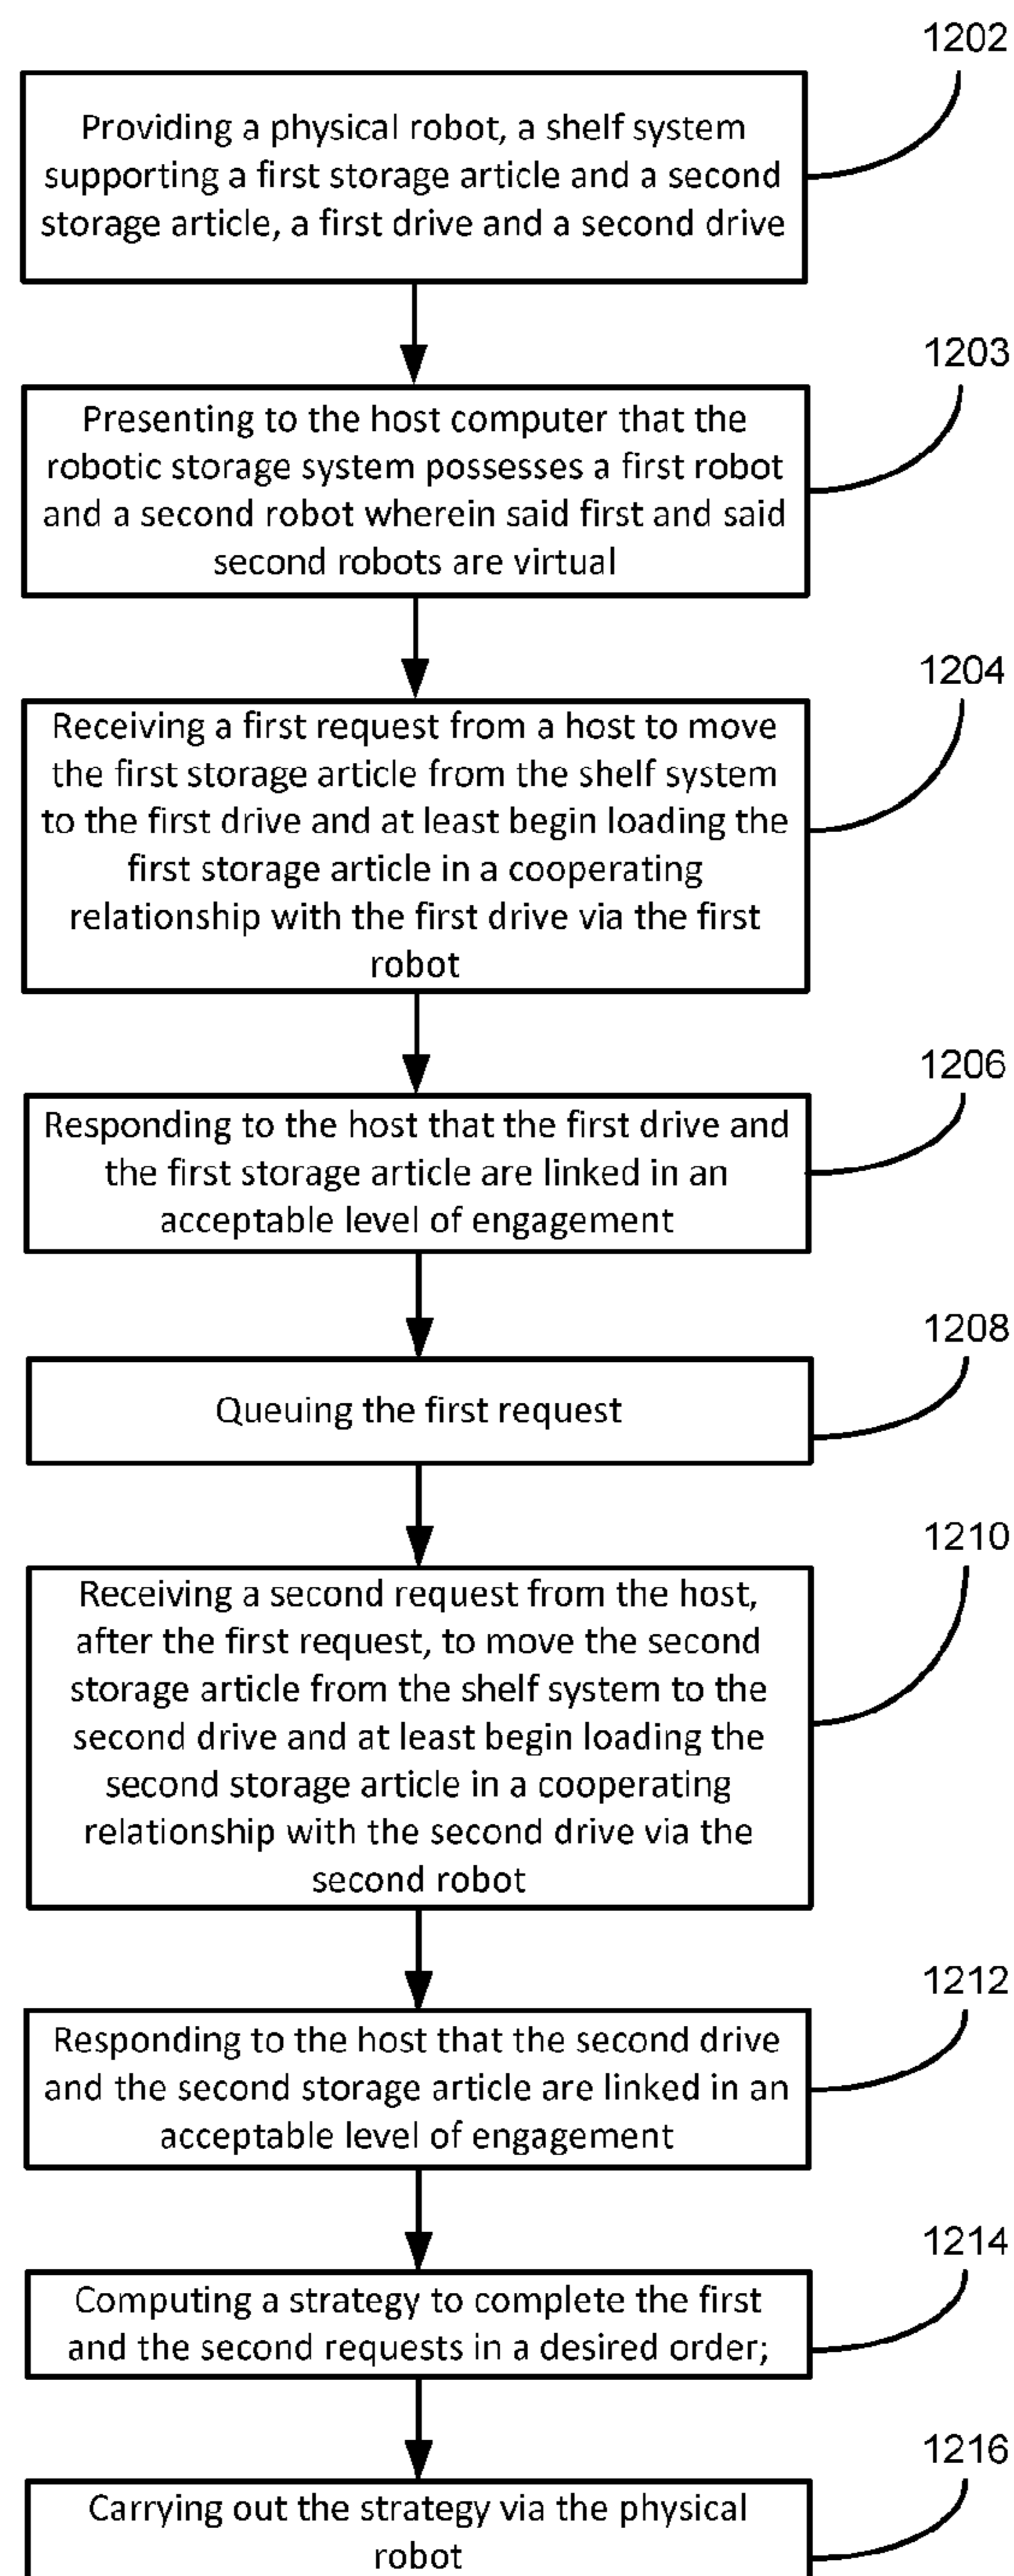 1202
Providing a physical robot, a shelf system
supporting a first storage article and a second
storage article, a first drive and a second drive
1203
Presenting to the host computer that the
robotic storage system possesses a first robot
and a second robot wherein said first and said
second robots are virtual
1204
Receiving a first request from a host to move
the first storage article from the shelf system
to the first drive and at least begin loading the
first storage article in a cooperating
relationship with the first drive via the first
robot
1206
Responding to the host that the first drive and
the first storage article are linked in an
acceptable level of engagement
1208
Queuing the first request
1210
Receiving a second request from the host,
after the first request, to move the second
storage article from the shelf system to the
second drive and at least begin loading the
second storage article in a cooperating
relationship with the second drive via the
second robot
1212
Responding to the host that the second drive
and the second storage article are linked in an
acceptable level of engagement
1214
Computing a strategy to complete the first
and the second requests in a desired order;
1216
Carrying out the strategy via the physical
robot